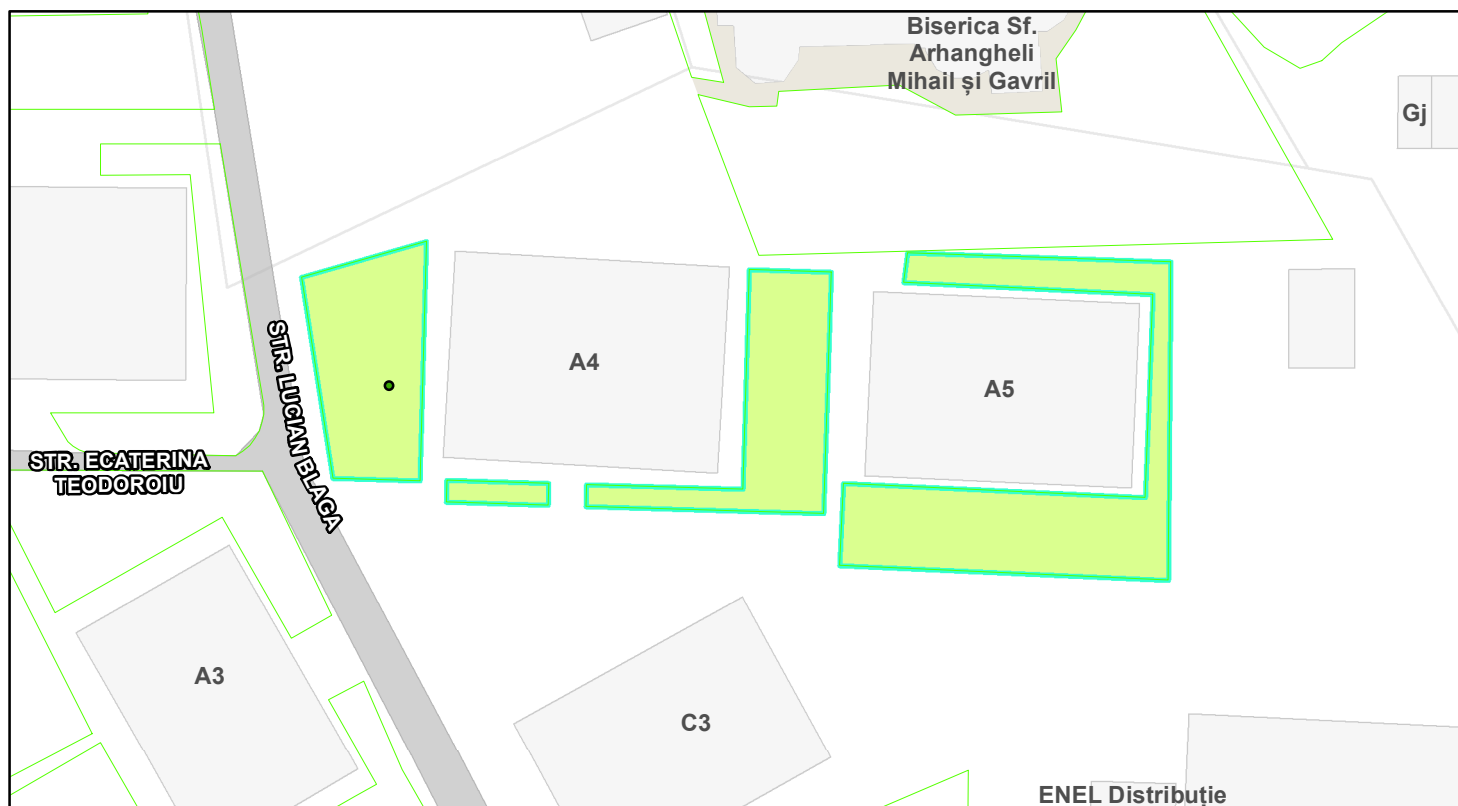 Biserica Sf.
Arhangheli
Mihail și Gavril
Gj
A4
A5
STR. LUCIAN BLAGA
STR. ECATERINA
TEODOROIU
A3
C3
ENEL Distribuție